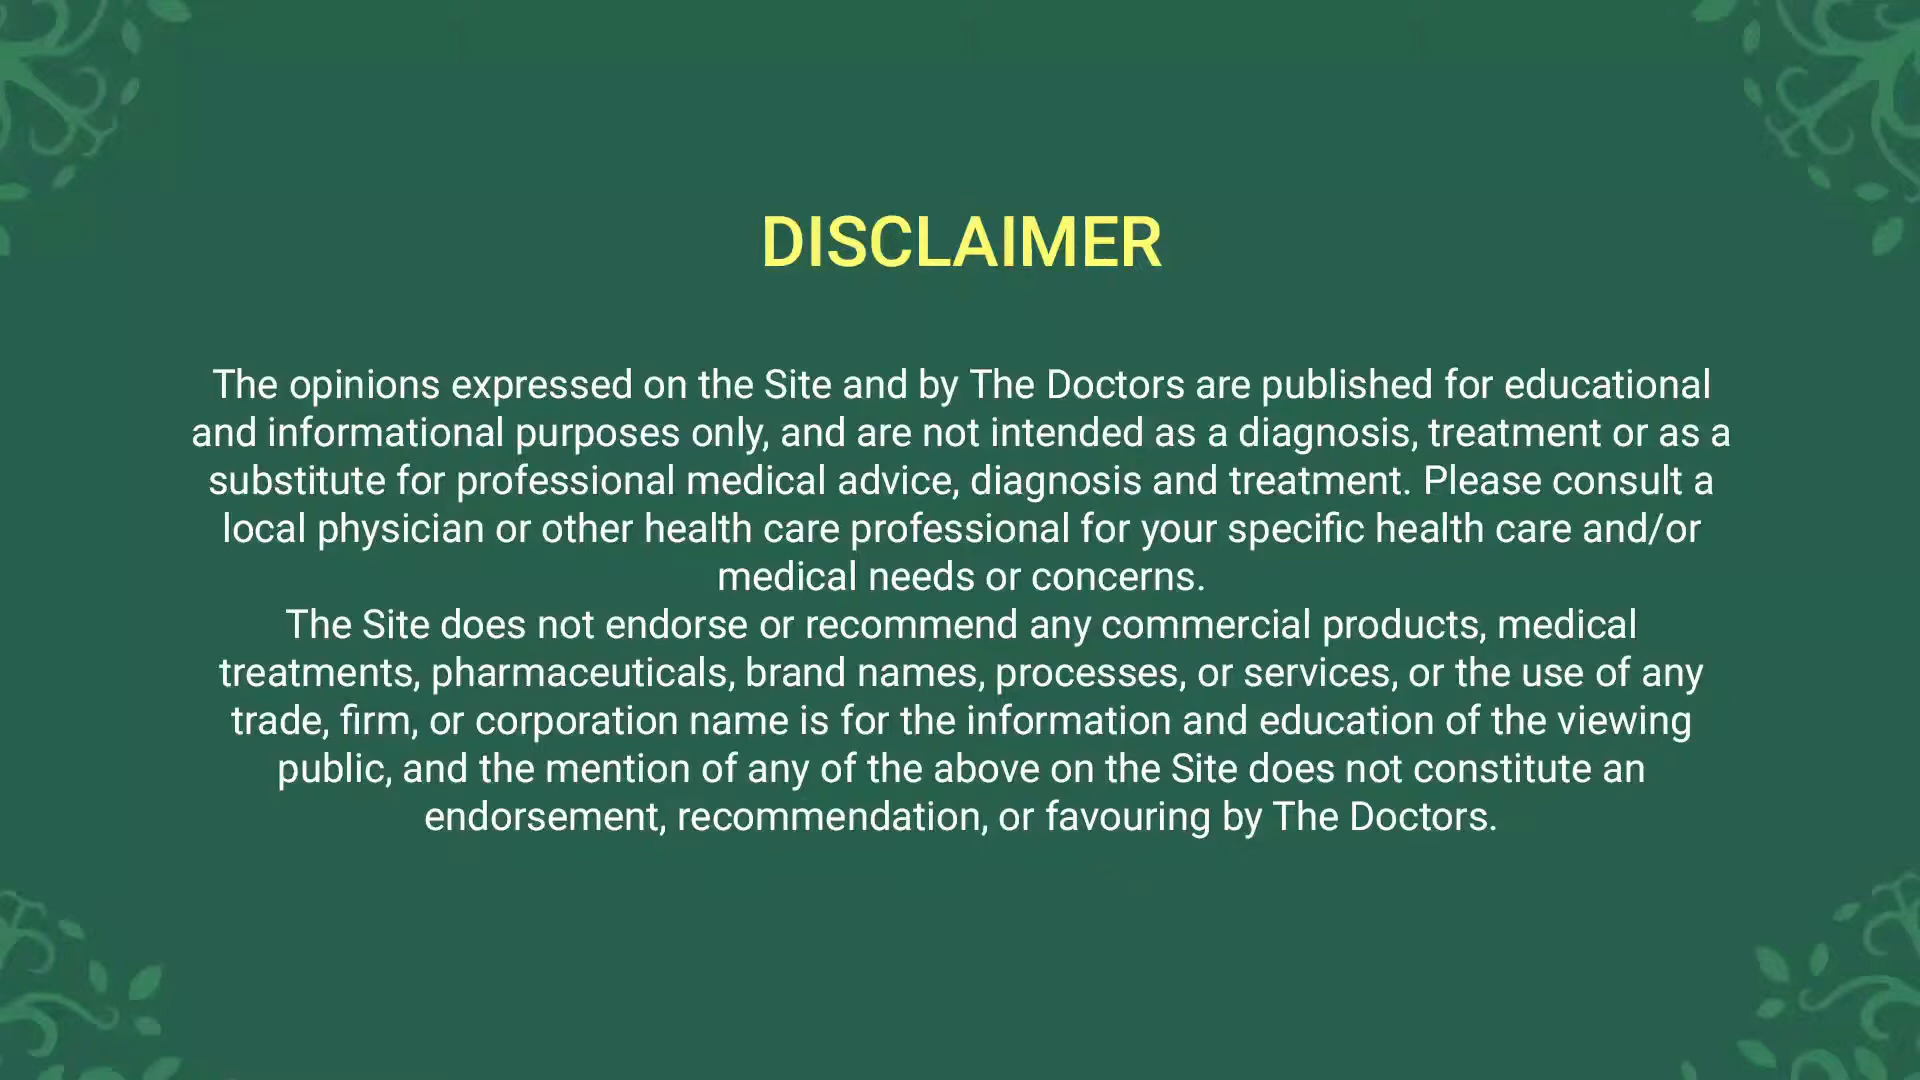 DISCLAIMER
The opinions expressed on the Site and by The Doctors are published for educational
and informational purposes only, and are not intended as a diagnosis, treatment or as a
substitute for professional medical advice, diagnosis and treatment. Please consult a
local physician or other health care professional for your specific health care and/or
medical needs or concerns.
The Site does not endorse or recommend any commercial products, medical
treatments, pharmaceuticals, brand names, processes, or services, or the use of any
trade, firm, or corporation name is for the information and education of the viewing
public, and the mention of any of the above on the Site does not constitute an
endorsement, recommendation, or favouring by The Doctors.